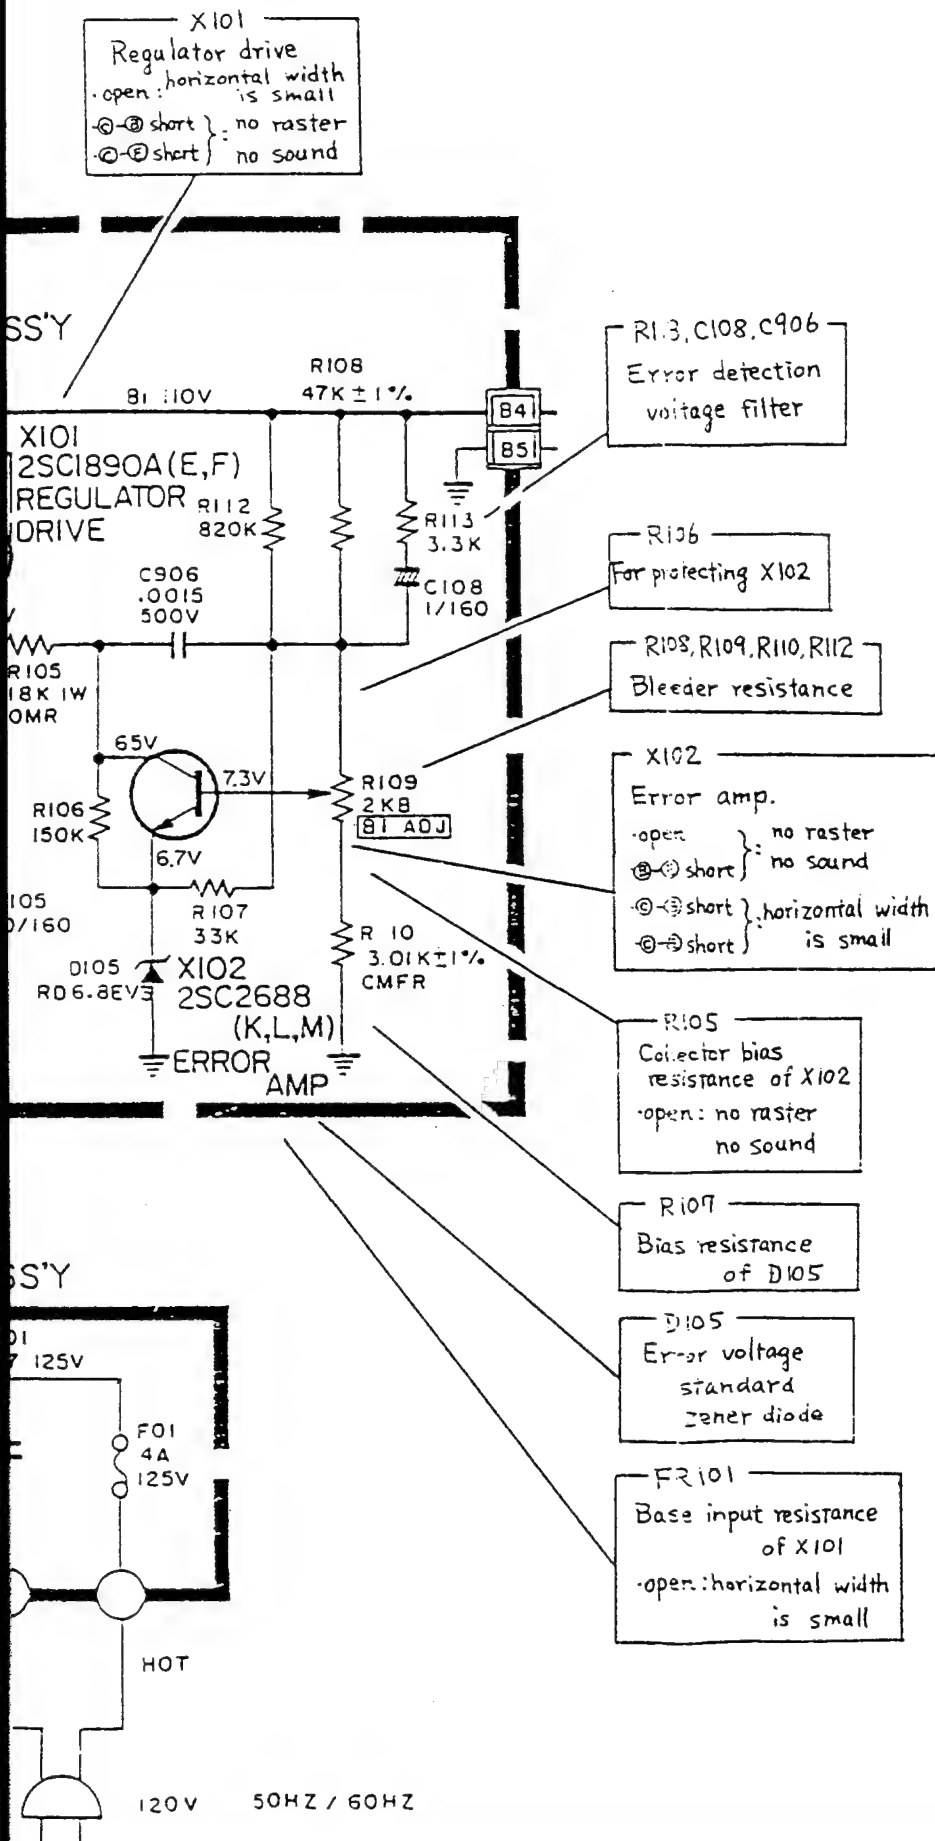 X101
Regulator drive
·open: horizontal width
is small
Ⓒ-Ⓑ short }: no raster
·Ⓒ-Ⓔ short } no sound
SS'Y
R108
47K ± 1%
B1 110V
B41
B51
X101
2SC1890A (E,F)
REGULATOR
DRIVE
R112
820K
R113
3.3K
C108
1/160
C906
.0015
500V
R105
18K 1W
OMR
65V
7.3V
R109
2KB
B1 ADJ
R106
150K
6.7V
R107
33K
105
0/160
R 10
3.01K±1%
CMFR
D105
RD6.8EV3
X102
2SC2688
(K,L,M)
ERROR
AMP
R113, C108, C906
Error detection
voltage filter
R106
For protecting X102
R108, R109, R110, R112
Bleeder resistance
X102
Error amp.
·open }: no raster
short } no sound
short }: horizontal width
short } is small
R105
Collector bias
resistance of X102
·open: no raster
no sound
R107
Bias resistance
of D105
D105
Error voltage
standard
zener diode
FR101
Base input resistance
of X101
·open: horizontal width
is small
SS'Y
01
7 125V
F01
4A
125V
HOT
120V 50HZ / 60HZ